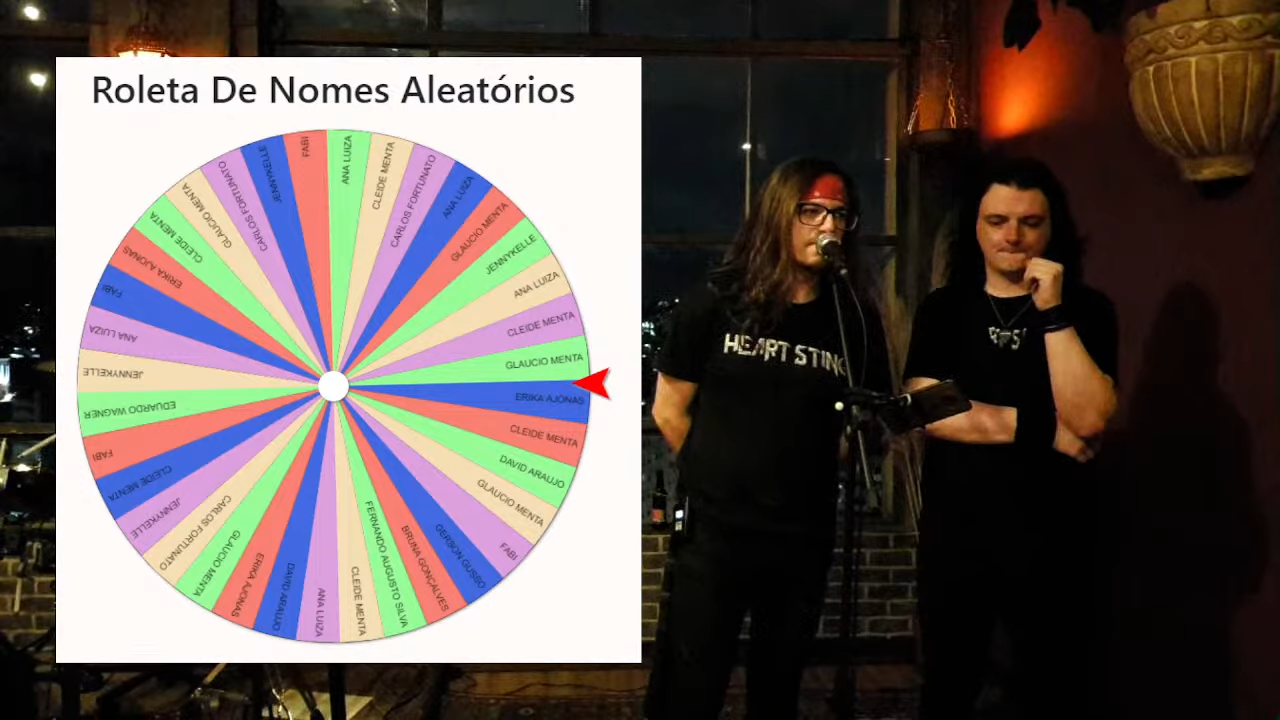 Roleta De Nomes Aleatórios
ANA LUIZA
CLEIDE MENTA
CARLOS FORTUNATO
ANA LUIZA
GLAUCIO MENTA
JENNYKELLE
ANA LUIZA
CLEIDE MENTA
GLAUCIO MENTA
ERIKA AJONAS
CLEIDE MENTA
DAVID ARAUJO
GLAUCIO MENTA
FABI
GERSON GUSSO
BRUNA GONÇALVES
FERNANDO AUGUSTO SILVA
CLEIDE MENTA
ANA LUIZA
DAVID ARAUJO
ERIKA AJONAS
GLAUCIO MENTA
CARLOS FORTUNATO
JENNYKELLE
CLEIDE MENTA
FABI
EDUARDO WAGNER
JENNYKELLE
ANA LUIZA
FABI
ERIKA AJONAS
CLEIDE MENTA
GLAUCIO MENTA
CARLOS FORTUNATO
JENNYKELLE
FABI
HEART STING